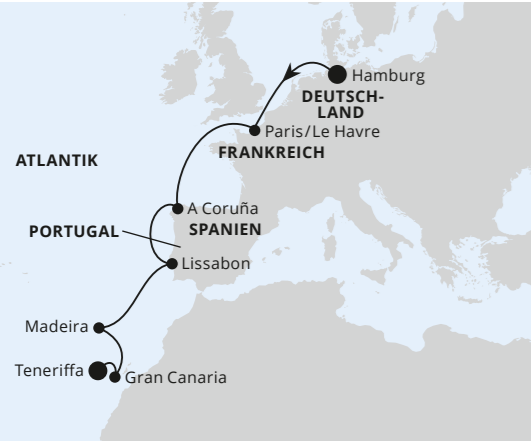 Hamburg
DEUTSCH-
LAND
Paris/Le Havre
FRANKREICH
ATLANTIK
A Coruña
PORTUGAL
SPANIEN
Lissabon
Madeira
Teneriffa
Gran Canaria